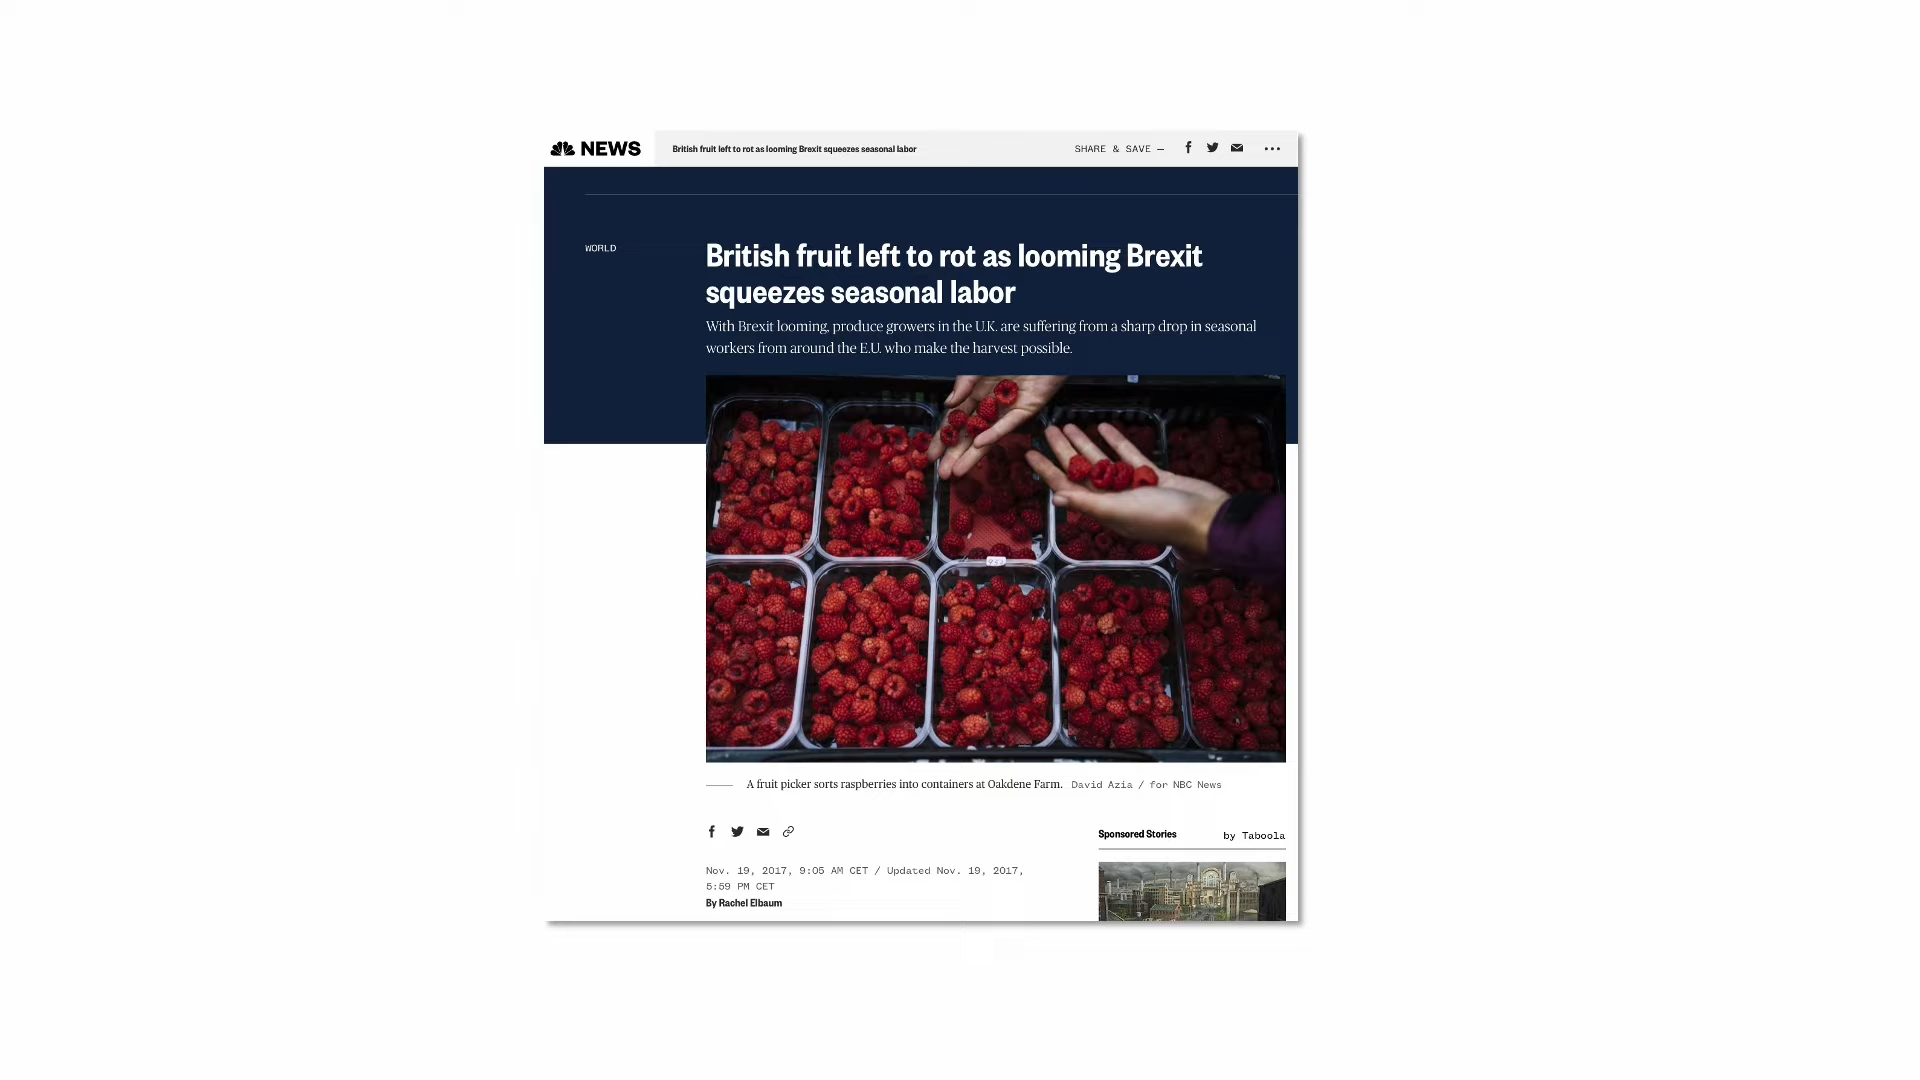 NEWS
British fruit left to rot as looming Brexit squeezes seasonal labor
SHARE & SAVE —
WORLD
British fruit left to rot as looming Brexit
squeezes seasonal labor
With Brexit looming, produce growers in the U.K. are suffering from a sharp drop in seasonal
workers from around the E.U. who make the harvest possible.
A fruit picker sorts raspberries into containers at Oakdene Farm. David Azia / for NBC News
Sponsored Stories
by Taboola
Nov. 19, 2017, 9:05 AM CET / Updated Nov. 19, 2017,
5:59 PM CET
By Rachel Elbaum